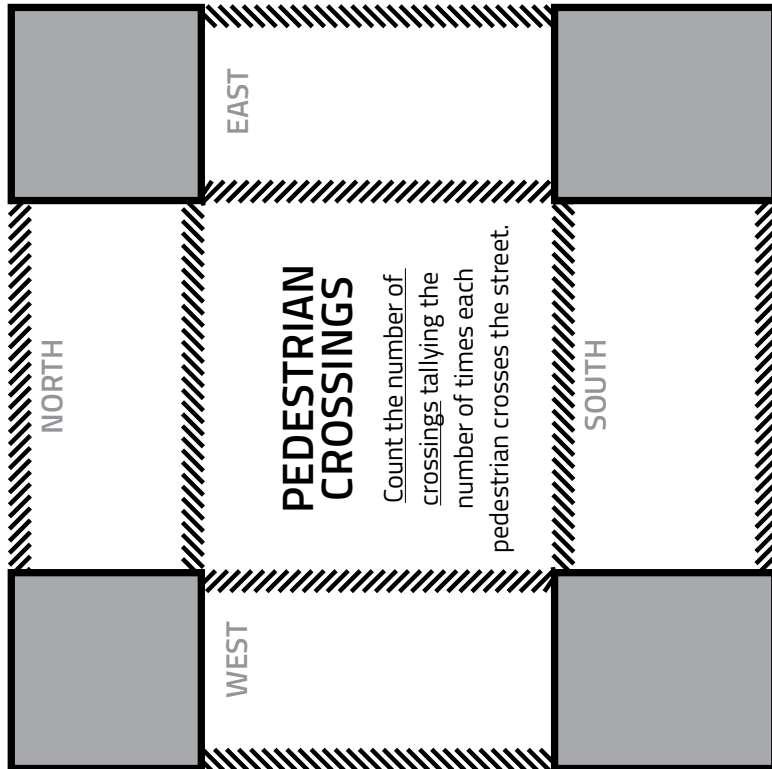 NORTH
WEST
EAST
PEDESTRIAN
CROSSINGS
Count the number of
crossings tallying the
number of times each
pedestrian crosses the street.
SOUTH